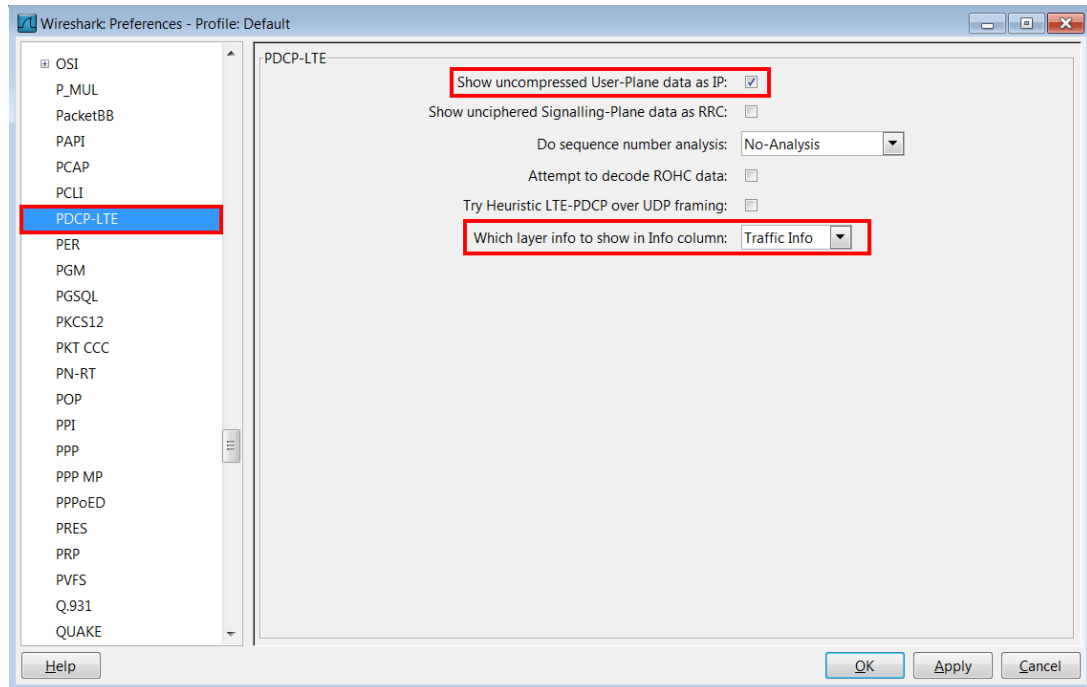 Wireshark: Preferences - Profile: Default
OSI
P_MUL
PacketBB
PAPI
PCAP
PCLI
PDCP-LTE
PER
PGM
PGSQL
PKCS12
PKT CCC
PN-RT
POP
PPI
PPP
PPP MP
PPPoED
PRES
PRP
PVFS
Q.931
QUAKE
PDCP-LTE
Show uncompressed User-Plane data as IP:
Show unciphered Signalling-Plane data as RRC:
Do sequence number analysis: No-Analysis
Attempt to decode ROHC data:
Try Heuristic LTE-PDCP over UDP framing:
Which layer info to show in Info column: Traffic Info
Help OK Apply Cancel